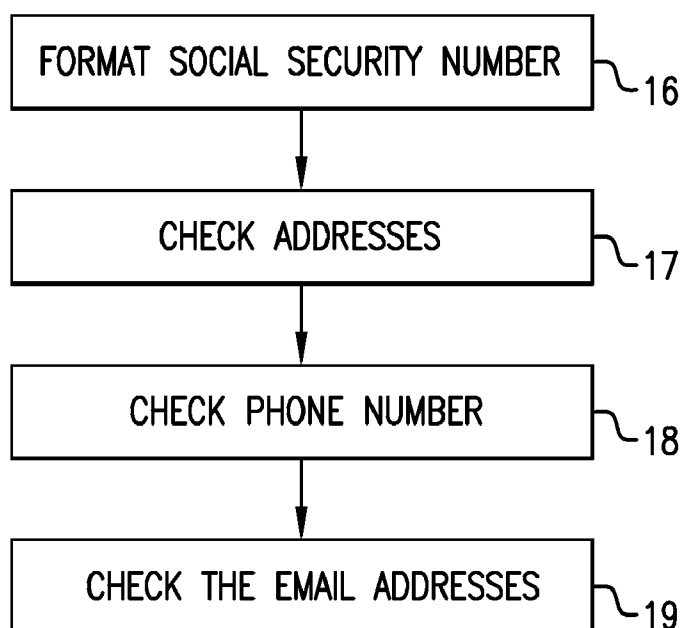 FORMAT SOCIAL SECURITY NUMBER
16
CHECK ADDRESSES
17
CHECK PHONE NUMBER
18
CHECK THE EMAIL ADDRESSES
19